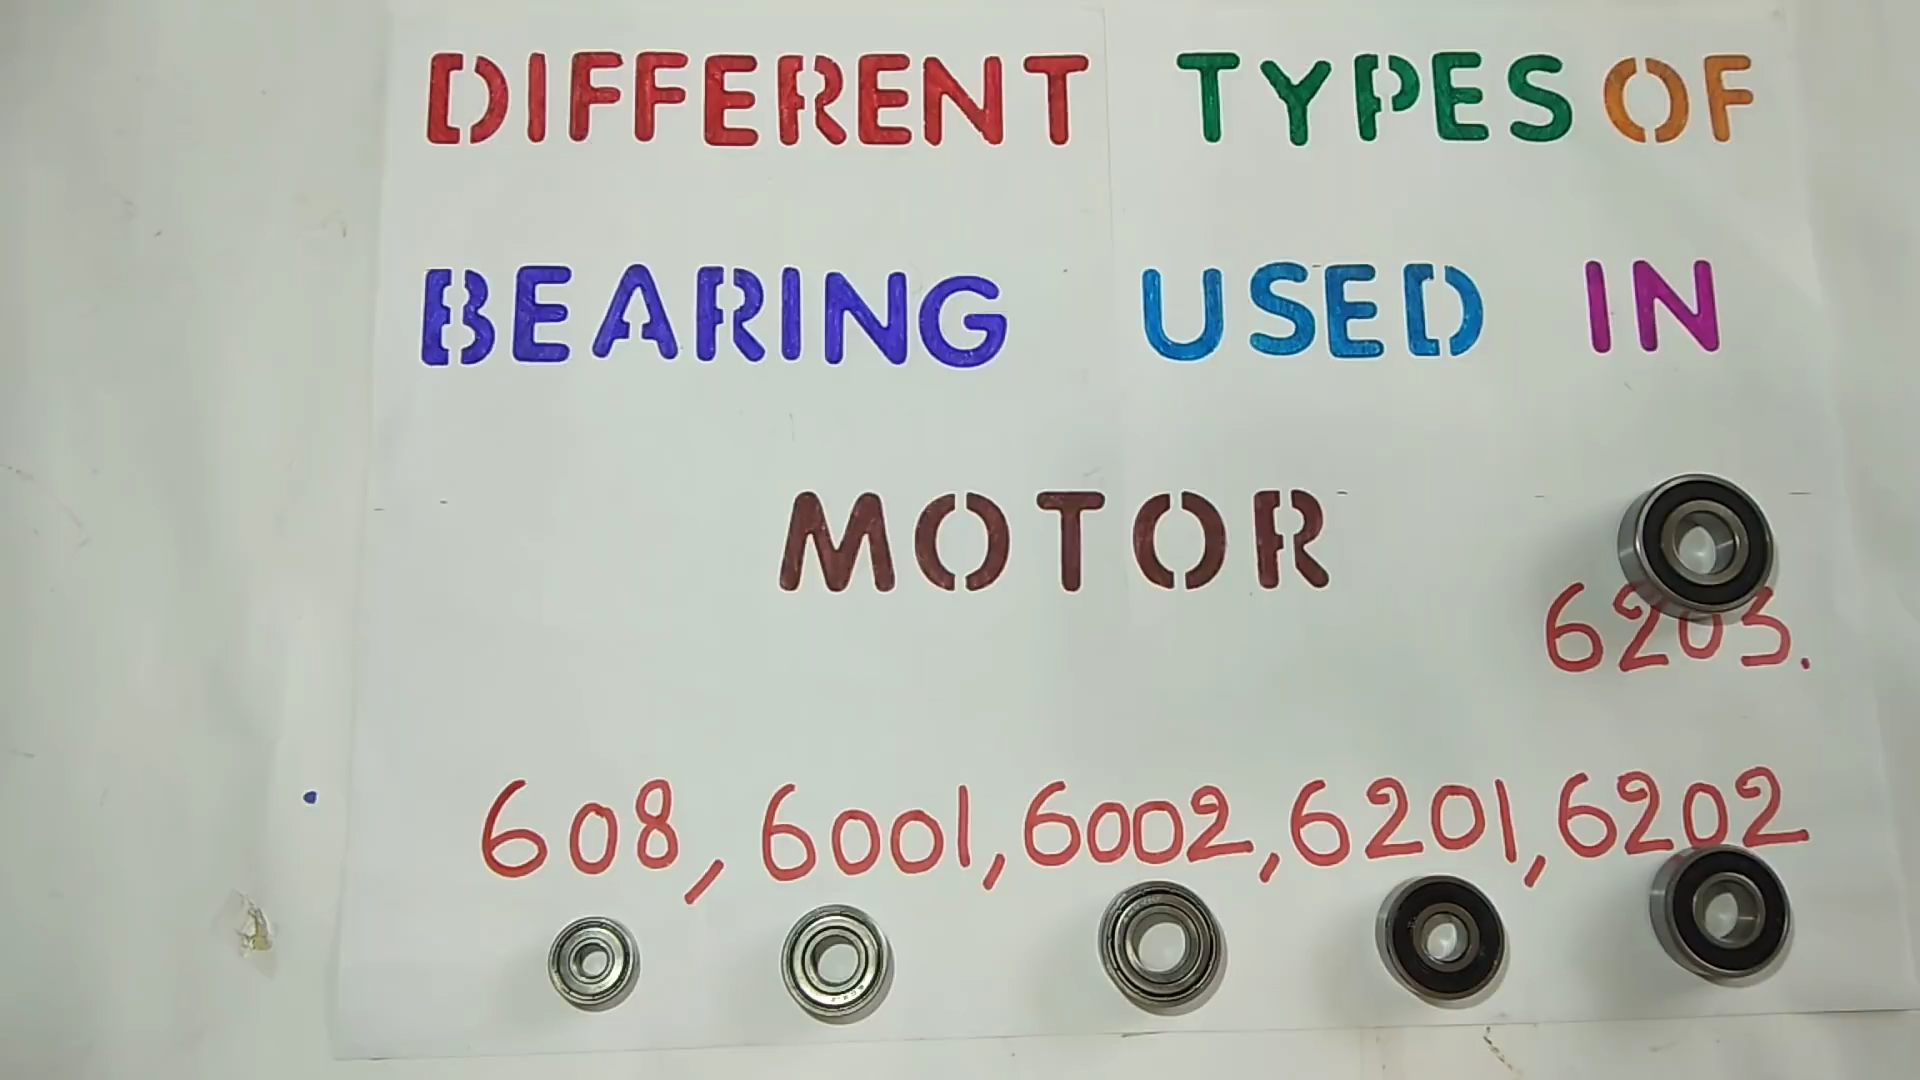 DIFFERENT TYPES OF
BEARING USED IN
MOTOR
6203.
608, 6001, 6002, 6201, 6202